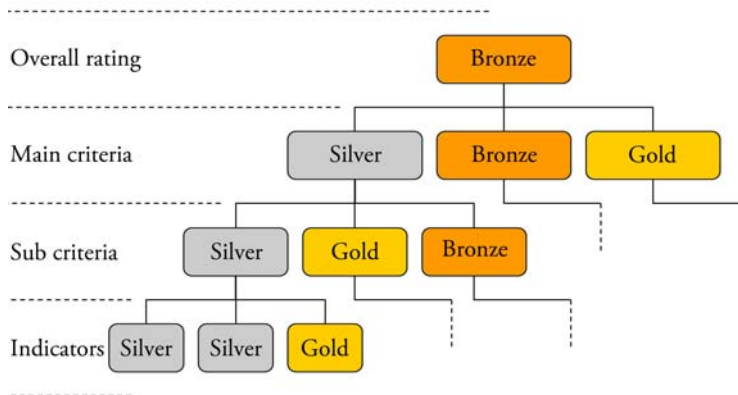 Overall rating
Bronze
Main criteria
Silver
Bronze
Gold
Sub criteria
Silver
Gold
Bronze
Indicators
Silver
Silver
Gold